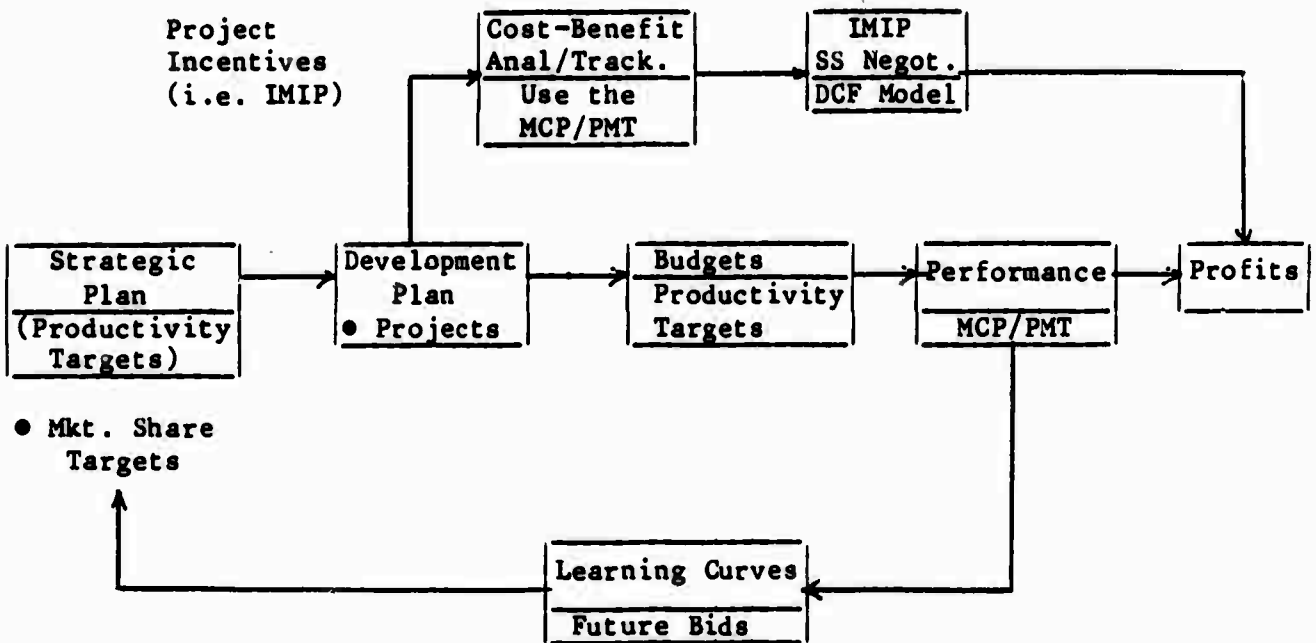 Project
Incentives
(i.e. IMIP)
Cost-Benefit
Anal/Track.
Use the
MCP/PMT
IMIP
SS Negot.
DCF Model
Strategic
Plan
(Productivity
Targets)
● Mkt. Share
Targets
Development
Plan
● Projects
Budgets
Productivity
Targets
Performance
MCP/PMT
Profits
Learning Curves
Future Bids